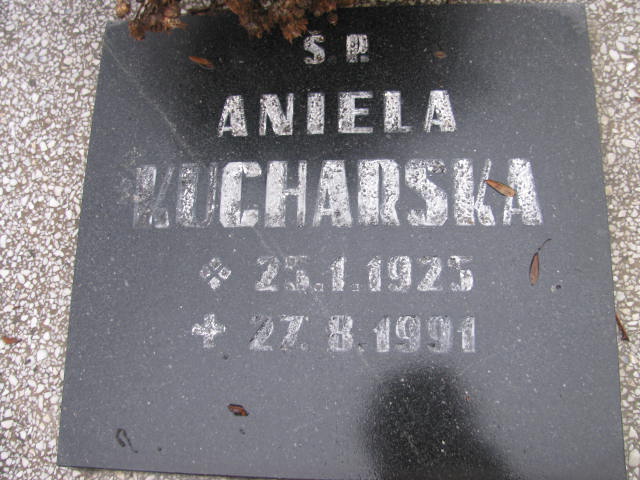 Ś P.
ANIELA
KUCHARSKA
25.1.1925
27.8.1991